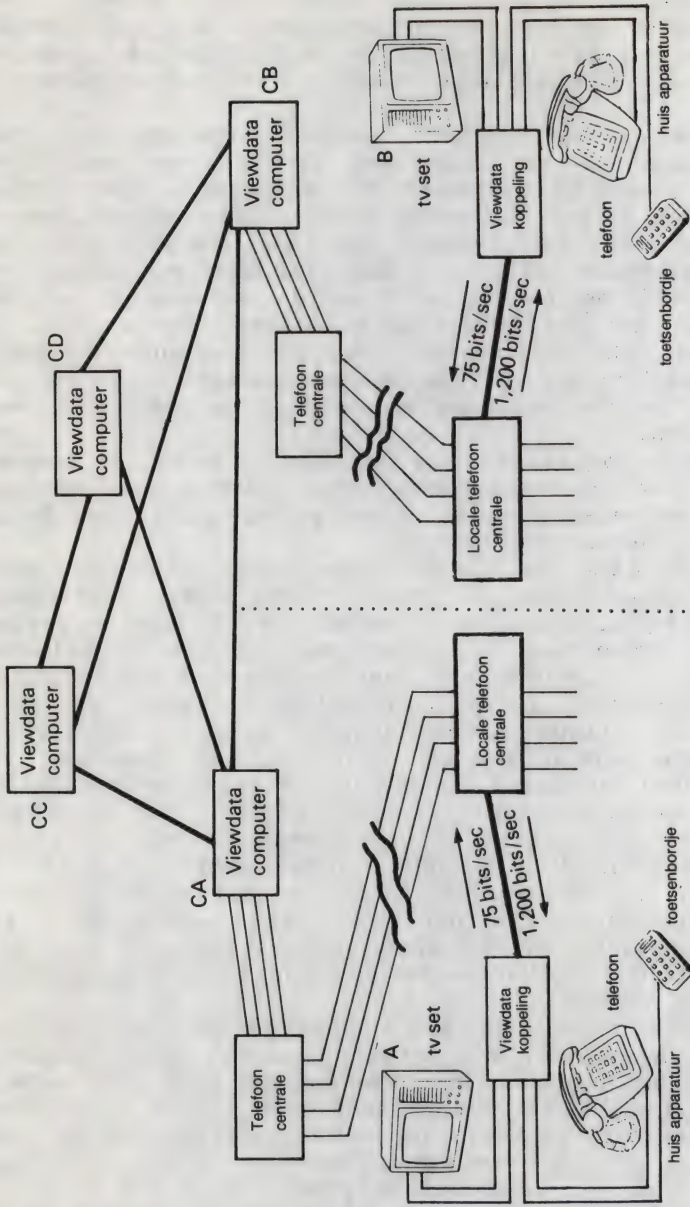 CC
Viewdata
computer
CD
Viewdata
computer
CA
Viewdata
computer
Viewdata
computer
CB
Telefoon
centrale
Telefoon
centrale
A
tv set
75 bits/sec
1,200 bits/sec
Viewdata
koppeling
Locale telefoon
centrale
telefoon
toetsenbordje
huis apparatuur
Locale telefoon
centrale
75 bits/sec
1,200 bits/sec
B
tv set
Viewdata
koppeling
telefoon
toetsenbordje
huis apparatuur